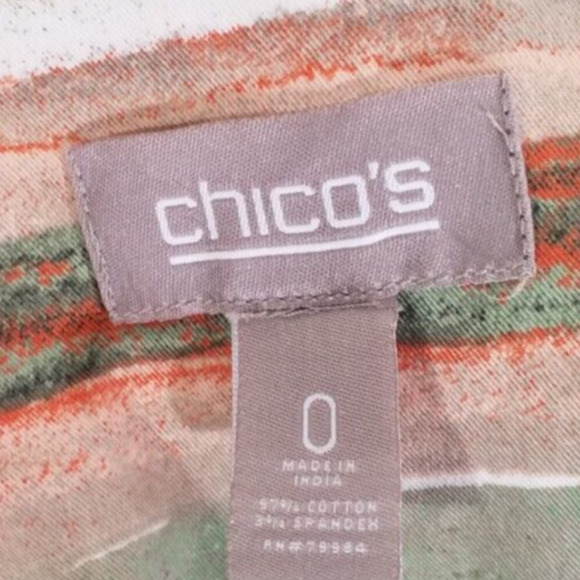 chico's
0
MADE IN
INDIA
97% COTTON
3% SPANDEX
RN#79984